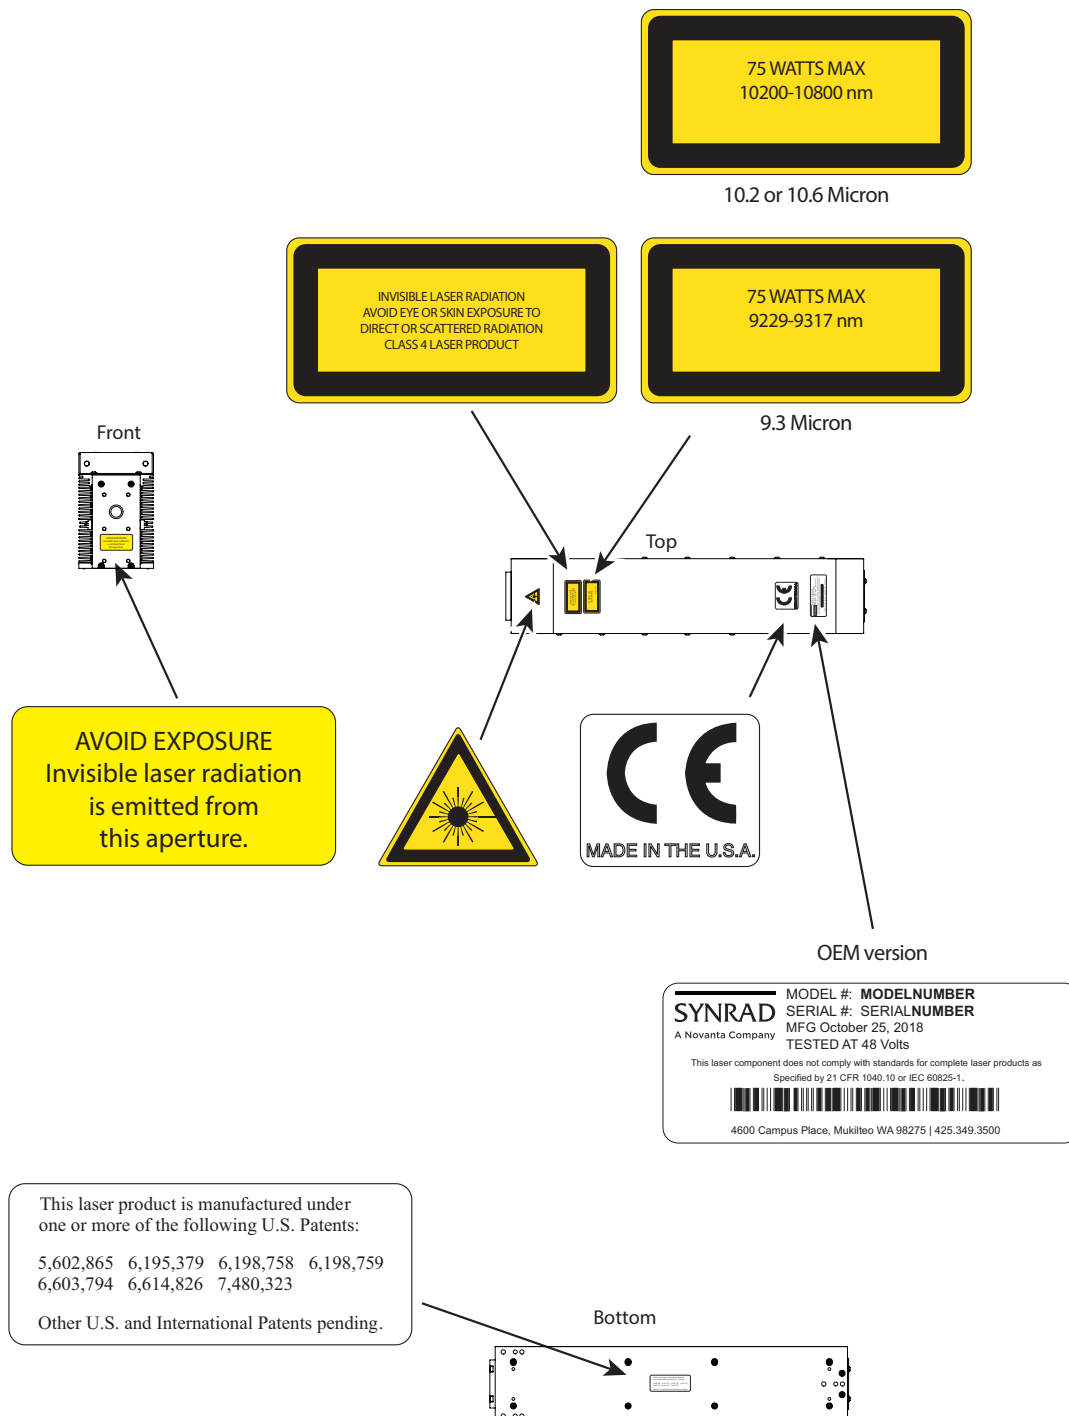 75 WATTS MAX
10200-10800 nm
10.2 or 10.6 Micron
INVISIBLE LASER RADIATION
AVOID EYE OR SKIN EXPOSURE TO
DIRECT OR SCATTERED RADIATION
CLASS 4 LASER PRODUCT
75 WATTS MAX
9229-9317 nm
9.3 Micron
Front
Top
AVOID EXPOSURE
Invisible laser radiation
is emitted from
this aperture.
CE
MADE IN THE U.S.A.
OEM version
SYNRAD
A Novanta Company
MODEL #: MODELNUMBER
SERIAL #: SERIALNUMBER
MFG October 25, 2018
TESTED AT 48 Volts
This laser component does not comply with standards for complete laser products as
Specified by 21 CFR 1040.10 or IEC 60825-1.
4600 Campus Place, Mukilteo WA 98275 | 425.349.3500
This laser product is manufactured under
one or more of the following U.S. Patents:
5,602,865 6,195,379 6,198,758 6,198,759
6,603,794 6,614,826 7,480,323
Other U.S. and International Patents pending.
Bottom